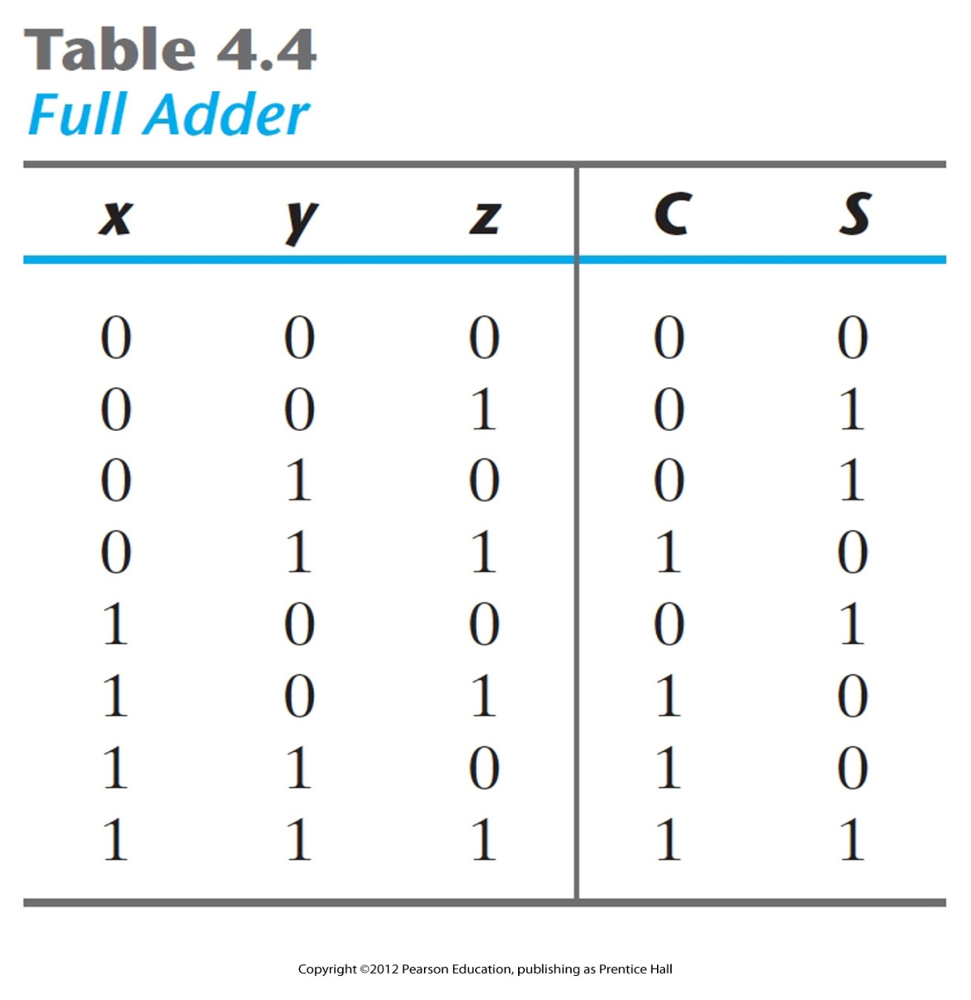 Table 4.4
Full Adder
x y z C S
0 0 0 0 0
0 0 1 0 1
0 1 0 0 1
0 1 1 1 0
1 0 0 0 1
1 0 1 1 0
1 1 0 1 0
1 1 1 1 1
Copyright ©2012 Pearson Education, publishing as Prentice Hall